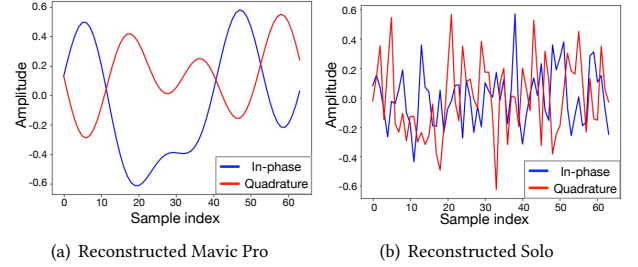 0.6
0.4
0.2
0.0
-0.2
-0.4
-0.6
Amplitude
0 10 20 30 40 50 60
Sample index
In-phase
Quadrature
(a) Reconstructed Mavic Pro
0.6
0.4
0.2
0.0
-0.2
-0.4
-0.6
Amplitude
0 10 20 30 40 50 60
Sample index
In-phase
Quadrature
(b) Reconstructed Solo